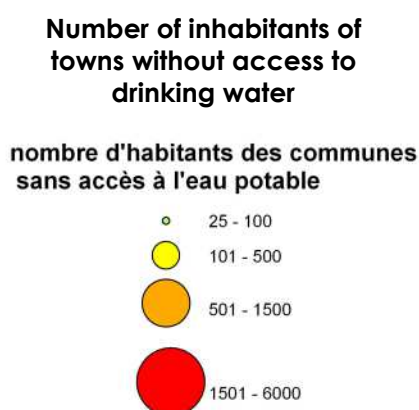 Number of inhabitants of
towns without access to
drinking water
nombre d'habitants des communes
sans accès à l'eau potable
25 - 100
101 - 500
501 - 1500
1501 - 6000